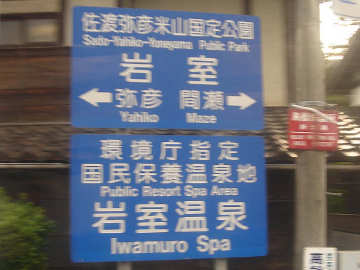 佐渡弥彦米山国定公園
Sado-Yahiko-Yoneyama Public Park
岩室
弥彦 間瀬
Yahiko Maze
環境庁指定
国民保養温泉地
Public Resort Spa Area
岩室温泉
Iwamuro Spa